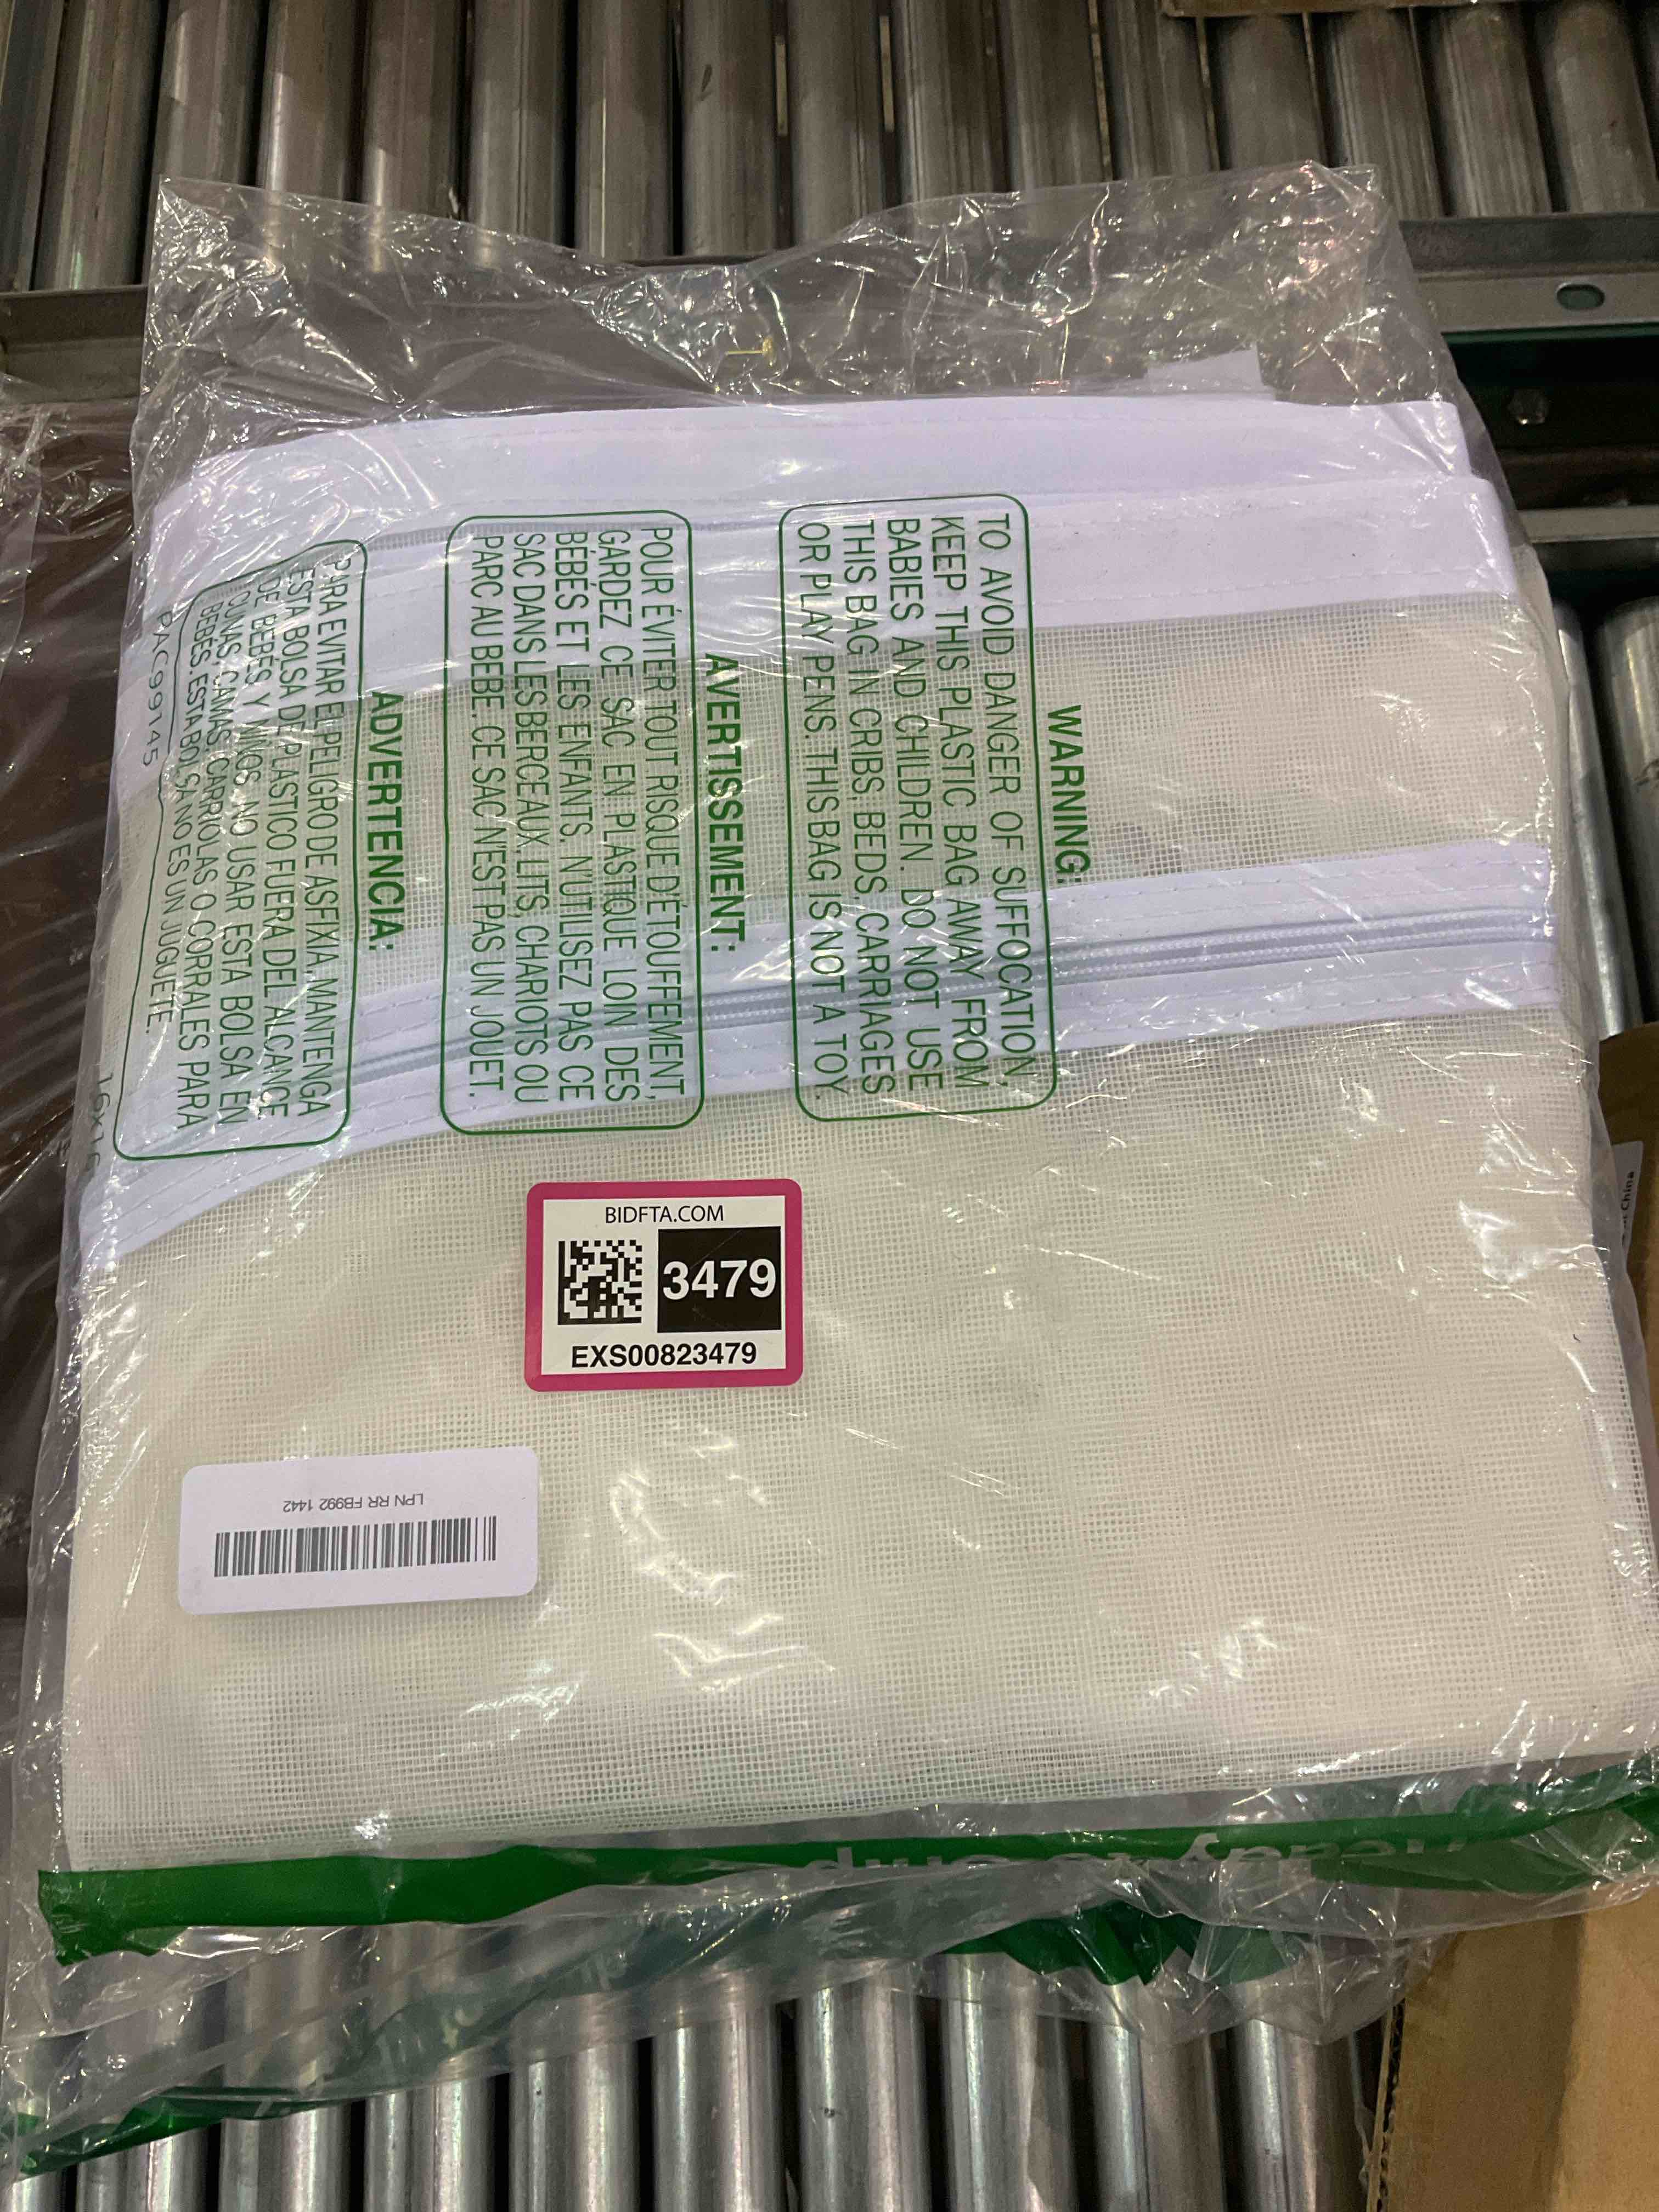 WARNING:
TO AVOID DANGER OF SUFFOCATION,
KEEP THIS PLASTIC BAG AWAY FROM
BABIES AND CHILDREN. DO NOT USE
THIS BAG IN CRIBS, BEDS, CARRIAGES
OR PLAY PENS. THIS BAG IS NOT A TOY.
AVERTISSEMENT:
POUR ÉVITER TOUT RISQUE D'ÉTOUFFEMENT,
GARDEZ CE SAC EN PLASTIQUE LOIN DES
BÉBÉS ET LES ENFANTS. N'UTILISEZ PAS CE
SAC DANS LES BERCEAUX, LITS, CHARIOTS OU
PARC AU BEBE. CE SAC N'EST PAS UN JOUET.
ADVERTENCIA:
PARA EVITAR EL PELIGRO DE ASFIXIA, MANTENGA
ESTA BOLSA DE PLASTICO FUERA DEL ALCANCE
DE BEBÉS Y NIÑOS. NO USAR ESTA BOLSA EN
CUNAS, CAMAS, CARRIOLAS O CORRALES PARA
BEBÉS. ESTA BOLSA NO ES UN JUGUETE.
PAC99145
16X16
BIDFTA.COM
3479
EXS00823479
LPN RR FB992 1442
Ready to Ship
China